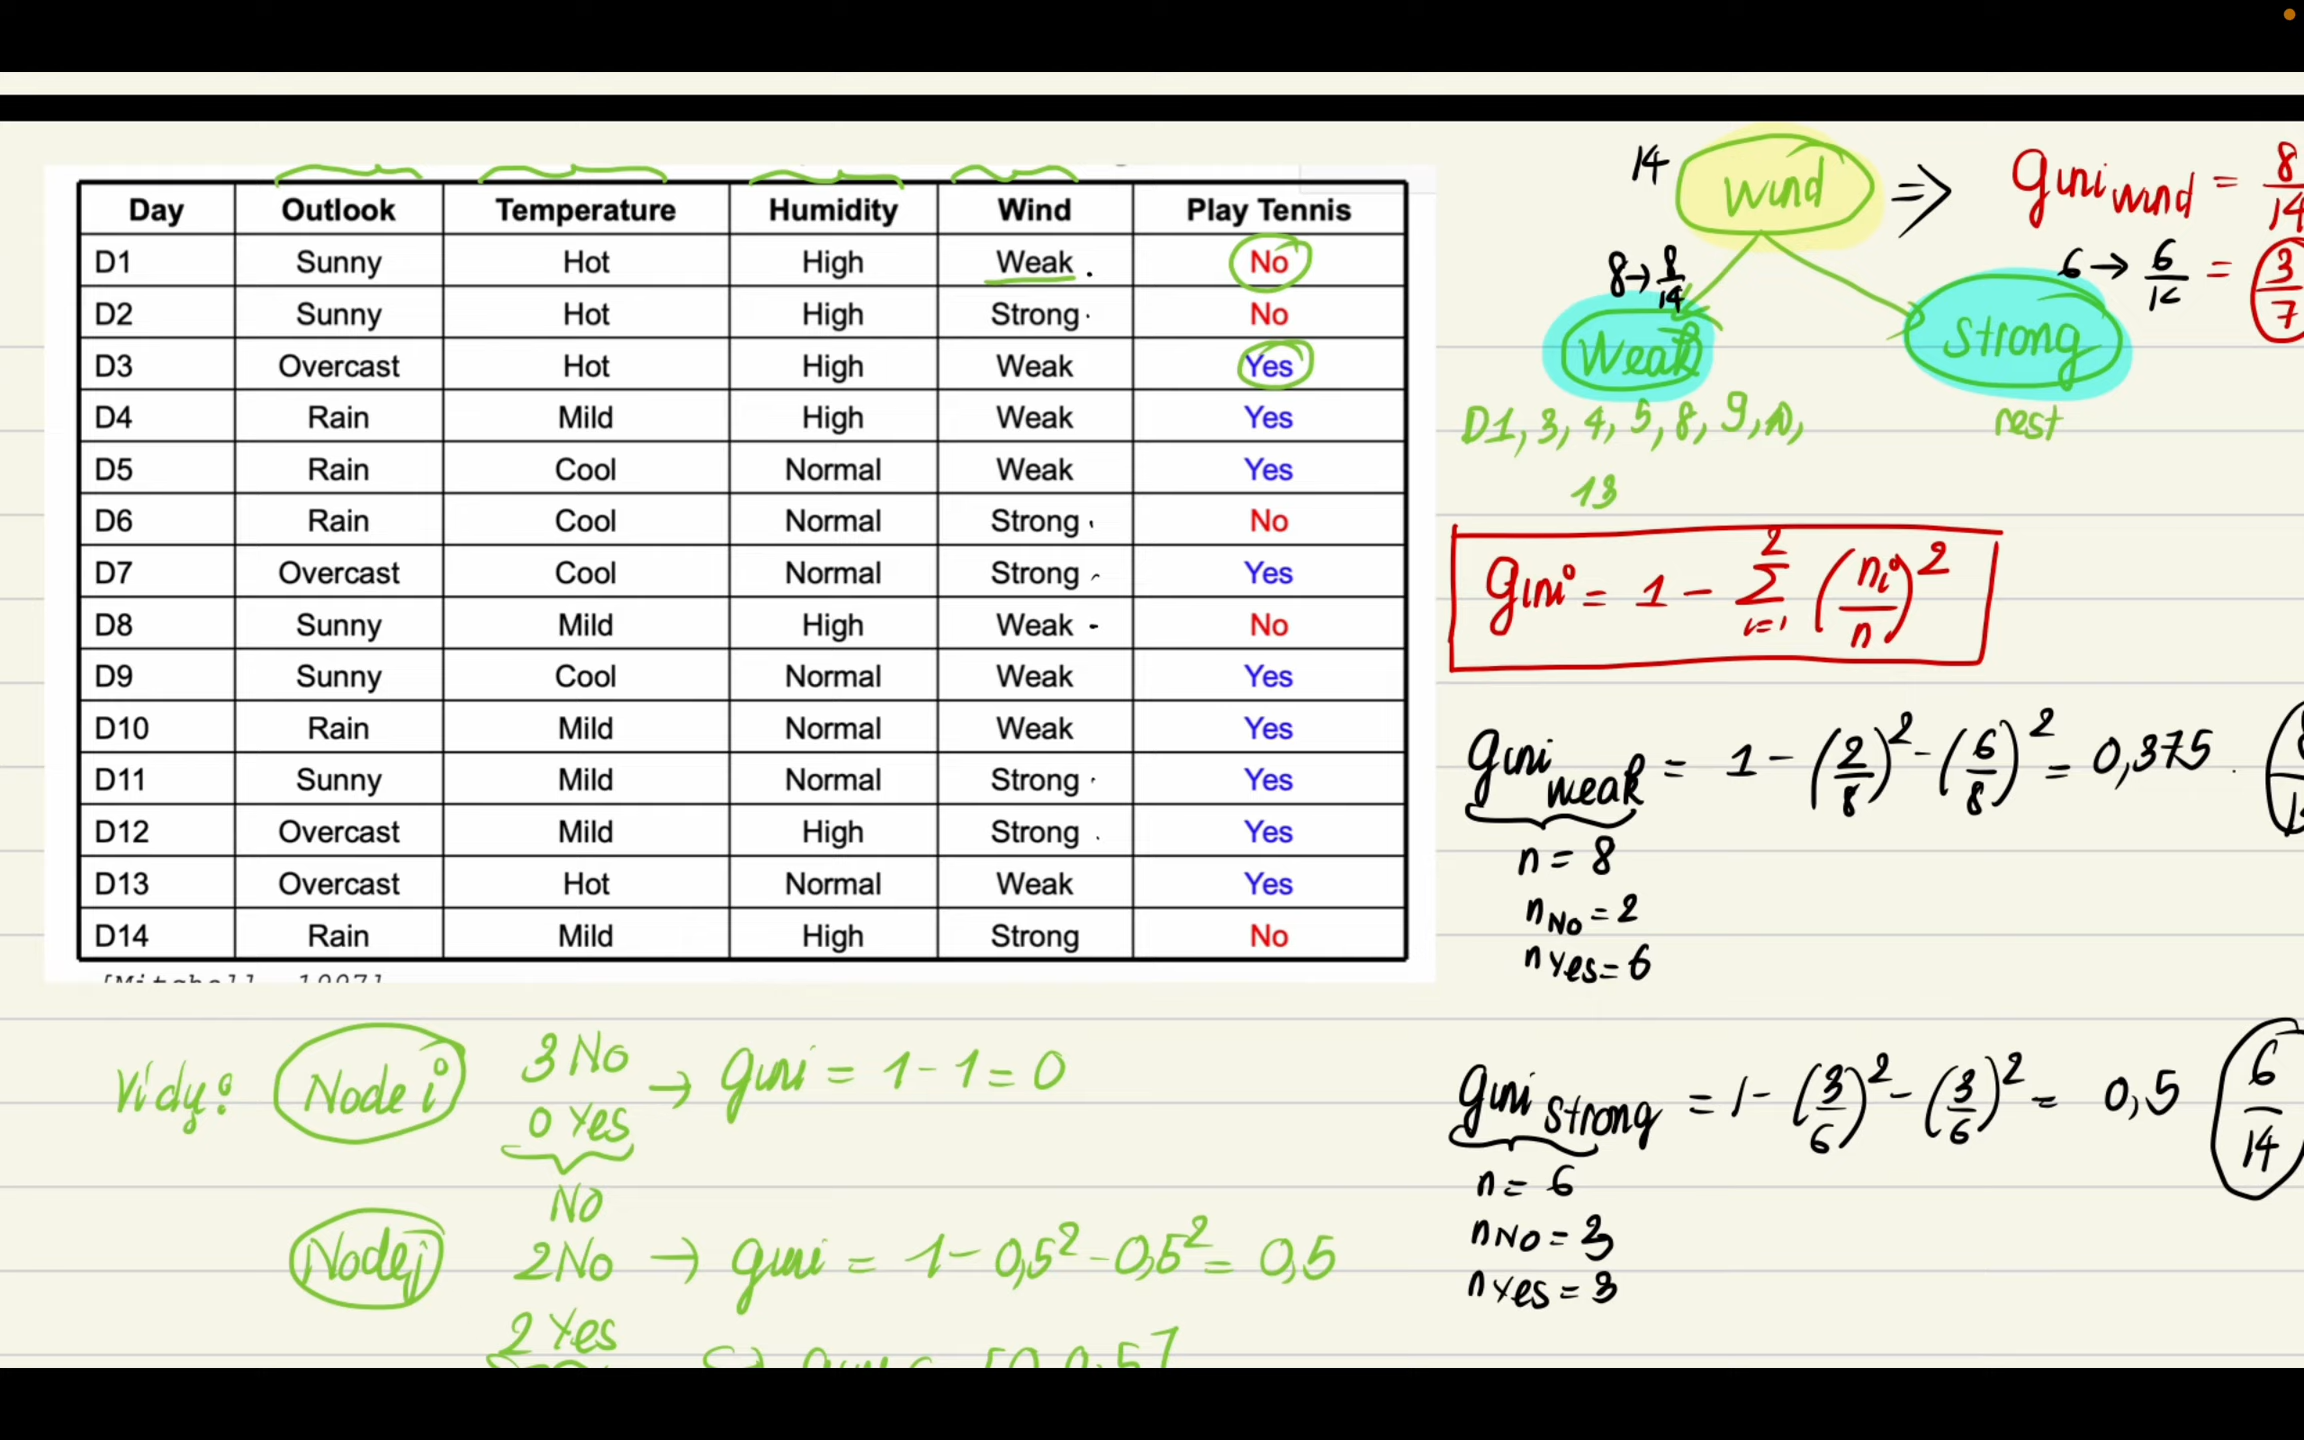 Day Outlook Temperature Humidity Wind Play Tennis
D1 Sunny Hot High Weak No
D2 Sunny Hot High Strong No
D3 Overcast Hot High Weak Yes
D4 Rain Mild High Weak Yes
D5 Rain Cool Normal Weak Yes
D6 Rain Cool Normal Strong No
D7 Overcast Cool Normal Strong Yes
D8 Sunny Mild High Weak No
D9 Sunny Cool Normal Weak Yes
D10 Rain Mild Normal Weak Yes
D11 Sunny Mild Normal Strong Yes
D12 Overcast Mild High Strong Yes
D13 Overcast Hot Normal Weak Yes
D14 Rain Mild High Strong No
14 Wind => Gini wind = 8/14
8 → 8/14
6 → 6/14 = 3/7
Weak Strong
D1, 3, 4, 5, 8, 9, 10,
13
rest
Gini = 1 - Σ (i=1, 2) (ni/n)²
Gini weak = 1 - (2/8)² - (6/8)² = 0,375
n = 8
n No = 2
n Yes = 6
Gini strong = 1 - (3/6)² - (3/6)² = 0,5 6/14
n = 6
n No = 3
n Yes = 3
Vídụ: Node i 3 No
0 Yes
→ gini = 1 - 1 = 0
NO
Node j 2 No
2 Yes
→ gini = 1 - 0,5² - 0,5² = 0,5